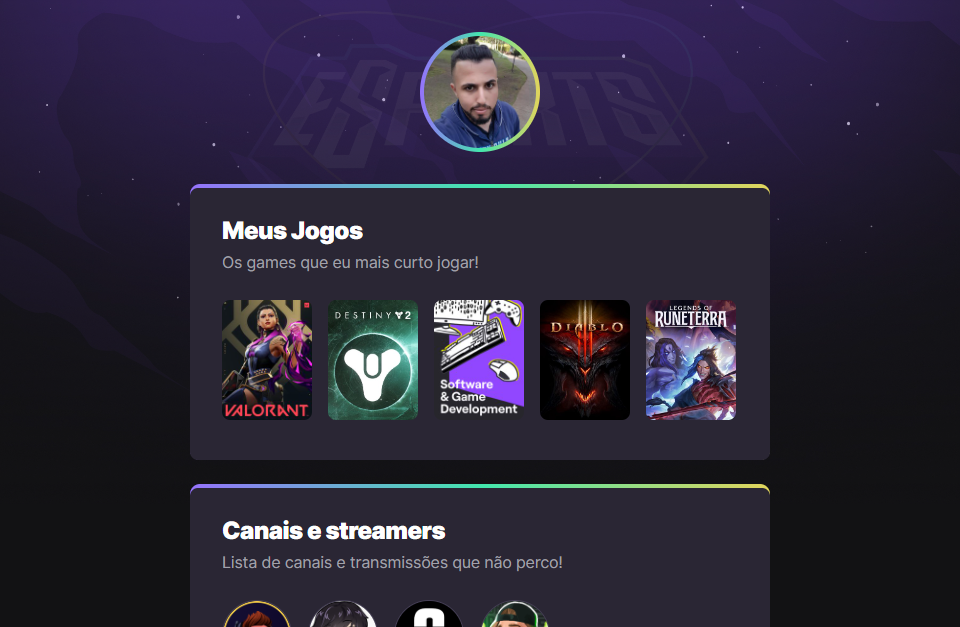 ESPORTS
Meus Jogos
Os games que eu mais curto jogar!
VALORANT
DESTINY 2
Software
& Game
Development
DIABLO
LEGENDS OF
RUNETERRA
Canais e streamers
Lista de canais e transmissões que não perco!